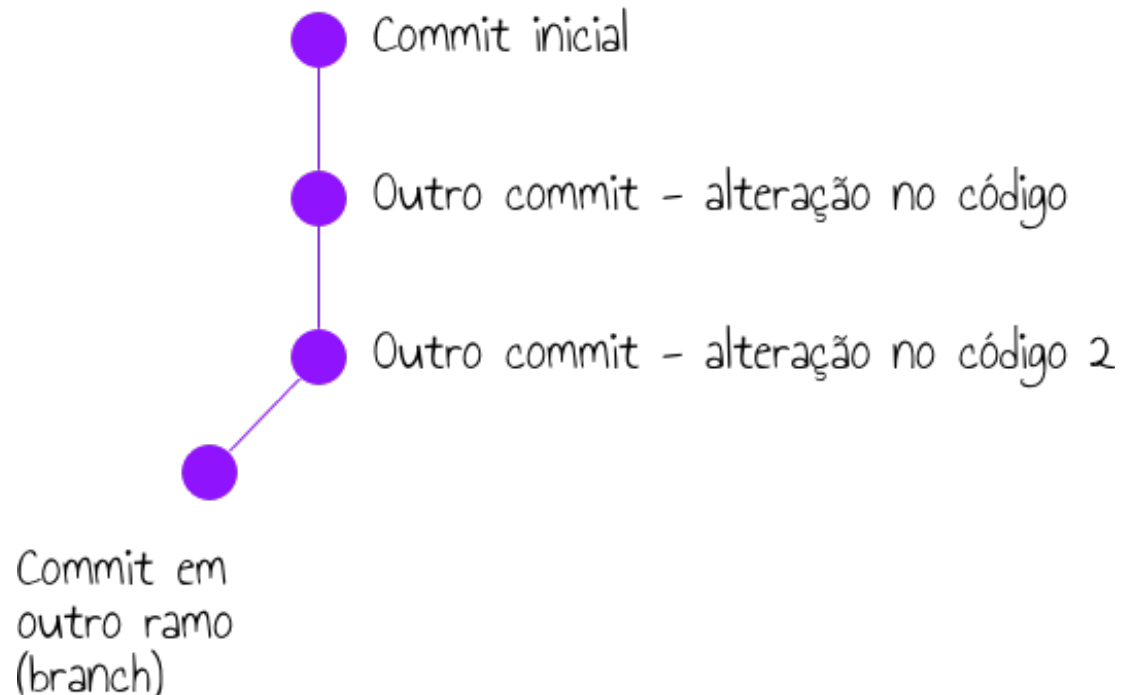 Commit inicial
Outro commit - alteração no código
Outro commit - alteração no código 2
Commit em
outro ramo
(branch)